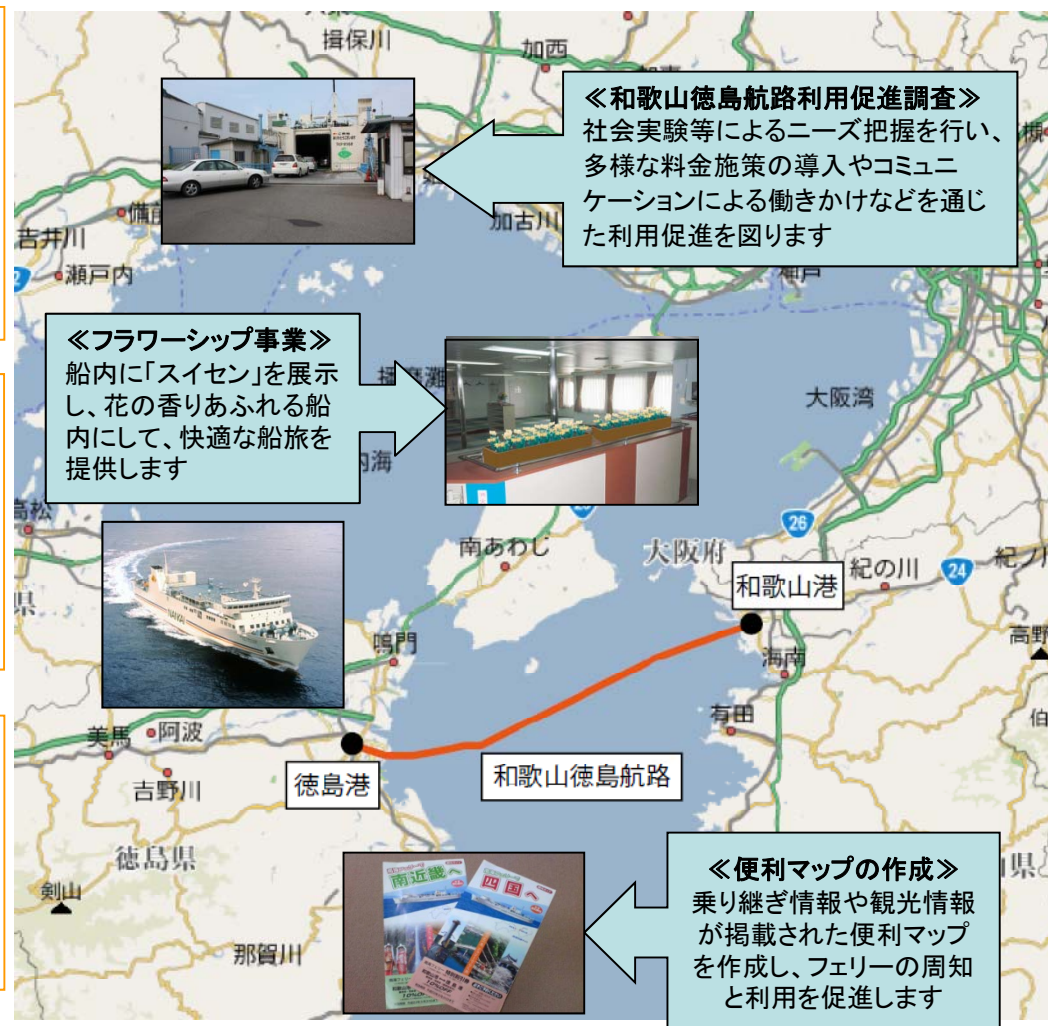 揖保川
加西
≪和歌山徳島航路利用促進調査≫
社会実験等によるニーズ把握を行い、
多様な料金施策の導入やコミュニ
ケーションによる働きかけなどを通じ
た利用促進を図ります
加古川
吉井川
瀬戸内
≪フラワーシップ事業≫
船内に「スイセン」を展示
し、花の香りあふれる船
内にして、快適な船旅を
提供します
大阪湾
内海
高松
26
南あわじ
大阪府
紀の川
24
和歌山港
高野
県
NANKAI
鳴門
海南
有田
美馬
阿波
徳島港
和歌山徳島航路
吉野川
徳島県
剣山
那賀川
南近畿へ
四国へ
≪便利マップの作成≫
乗り継ぎ情報や観光情報
が掲載された便利マップ
を作成し、フェリーの周知
と利用を促進します